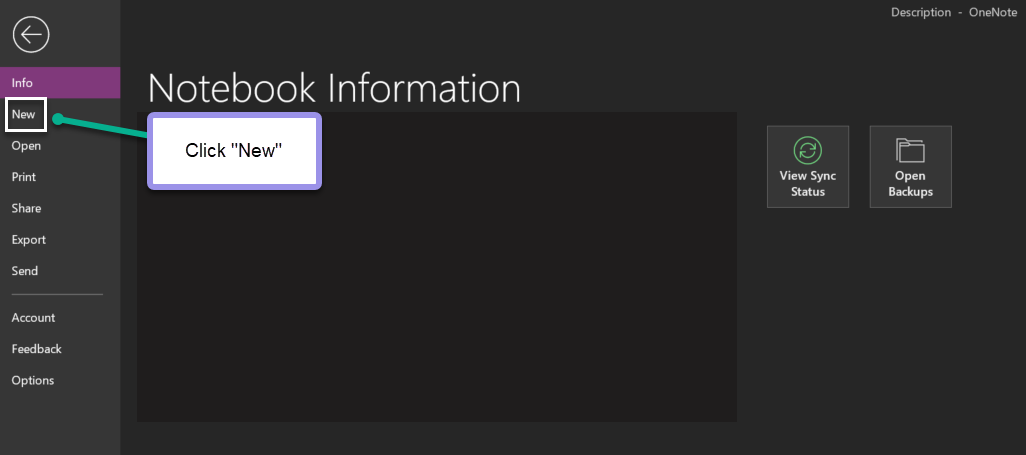 Description - OneNote
Info
New
Open
Print
Share
Export
Send
Account
Feedback
Options
Notebook Information
Click "New"
View Sync
Status
Open
Backups